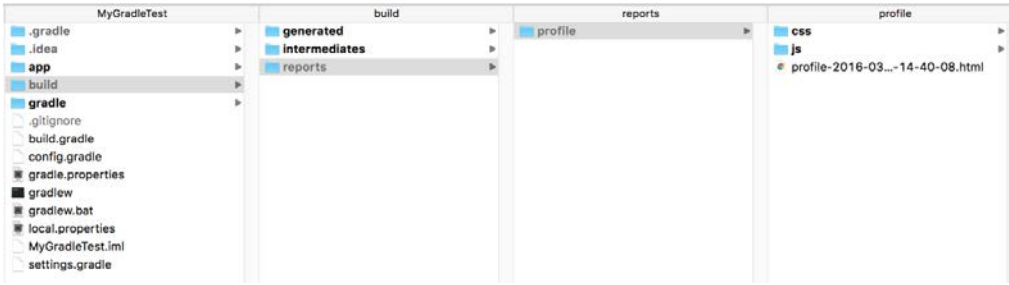 MyGradleTest
.gradle
.idea
app
build
gradle
.gitignore
build.gradle
config.gradle
gradle.properties
gradlew
gradlew.bat
local.properties
MyGradleTest.iml
settings.gradle
build
generated
intermediates
reports
reports
profile
profile
css
js
profile-2016-03...-14-40-08.html